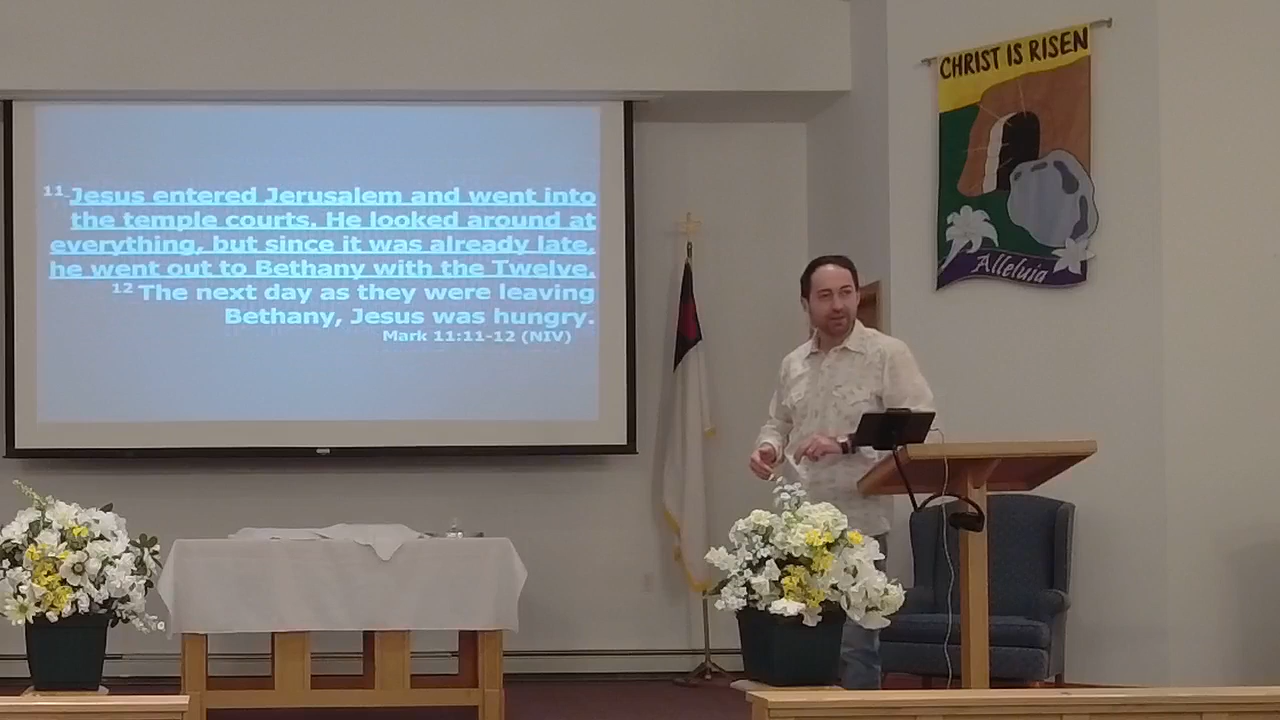 11 Jesus entered Jerusalem and went into
the temple courts. He looked around at
everything, but since it was already late,
he went out to Bethany with the Twelve.
12 The next day as they were leaving
Bethany, Jesus was hungry.
Mark 11:11-12 (NIV)
CHRIST IS RISEN
Alleluia